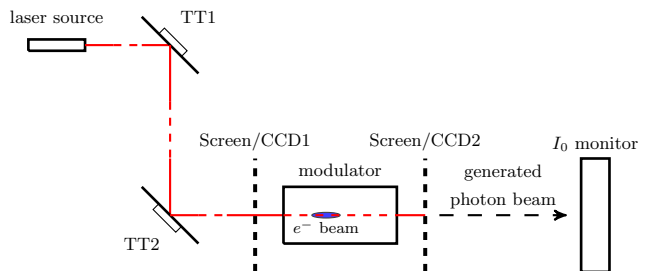 laser source
TT1
Screen/CCD1
Screen/CCD2
I₀ monitor
modulator
generated
photon beam
e⁻ beam
TT2